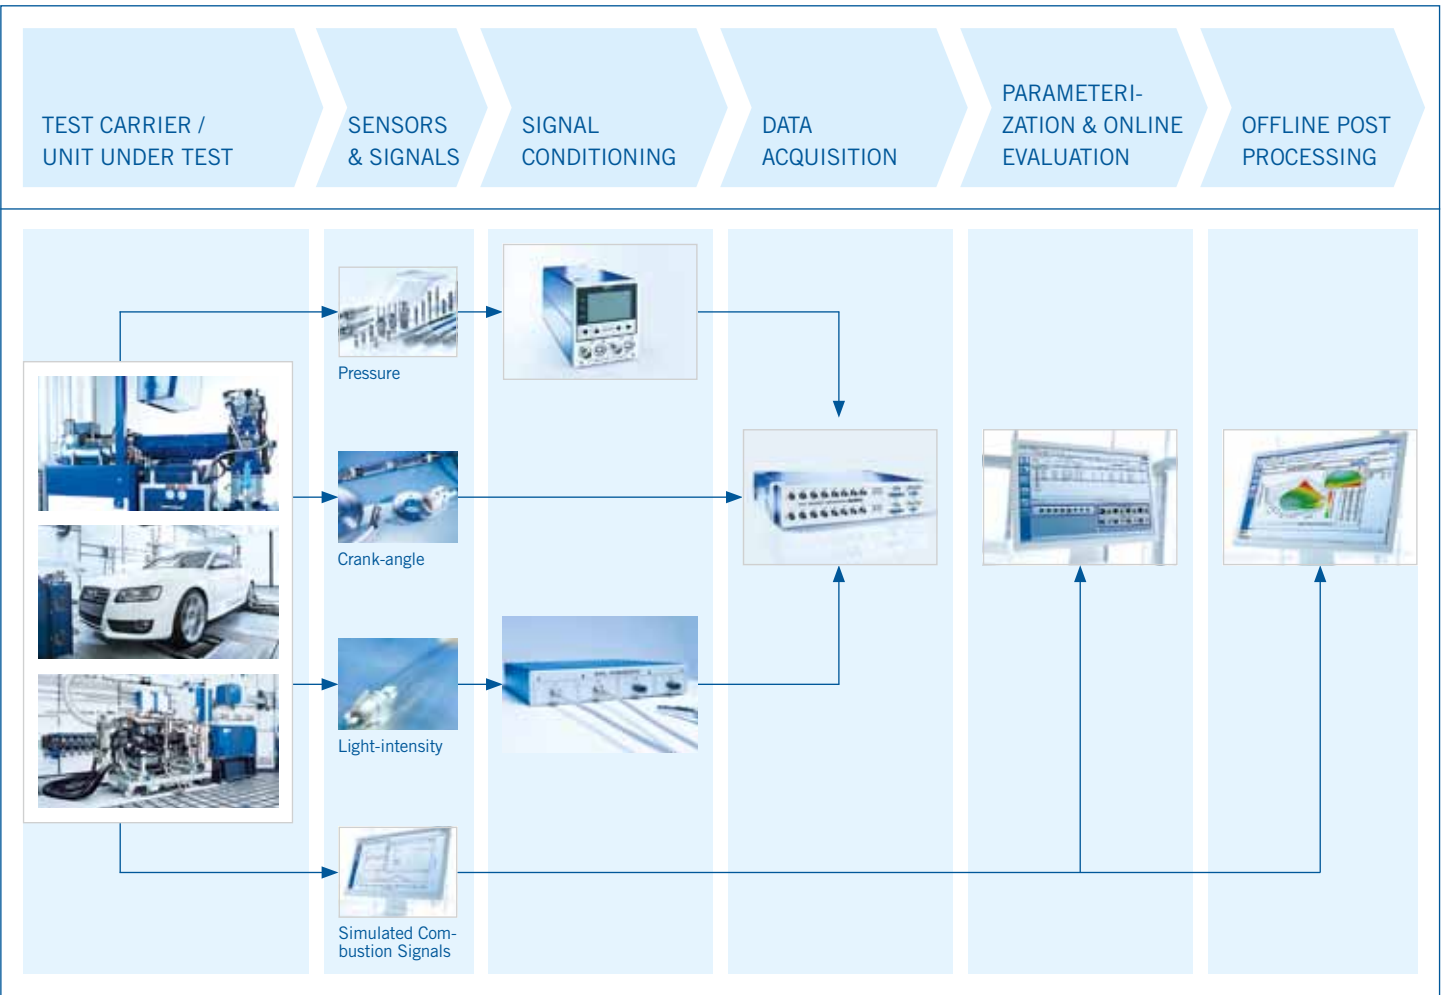 TEST CARRIER /
UNIT UNDER TEST
SENSORS
& SIGNALS
SIGNAL
CONDITIONING
DATA
ACQUISITION
PARAMETERI-
ZATION & ONLINE
EVALUATION
OFFLINE POST
PROCESSING
Pressure
Crank-angle
Light-intensity
Simulated Com-
bustion Signals